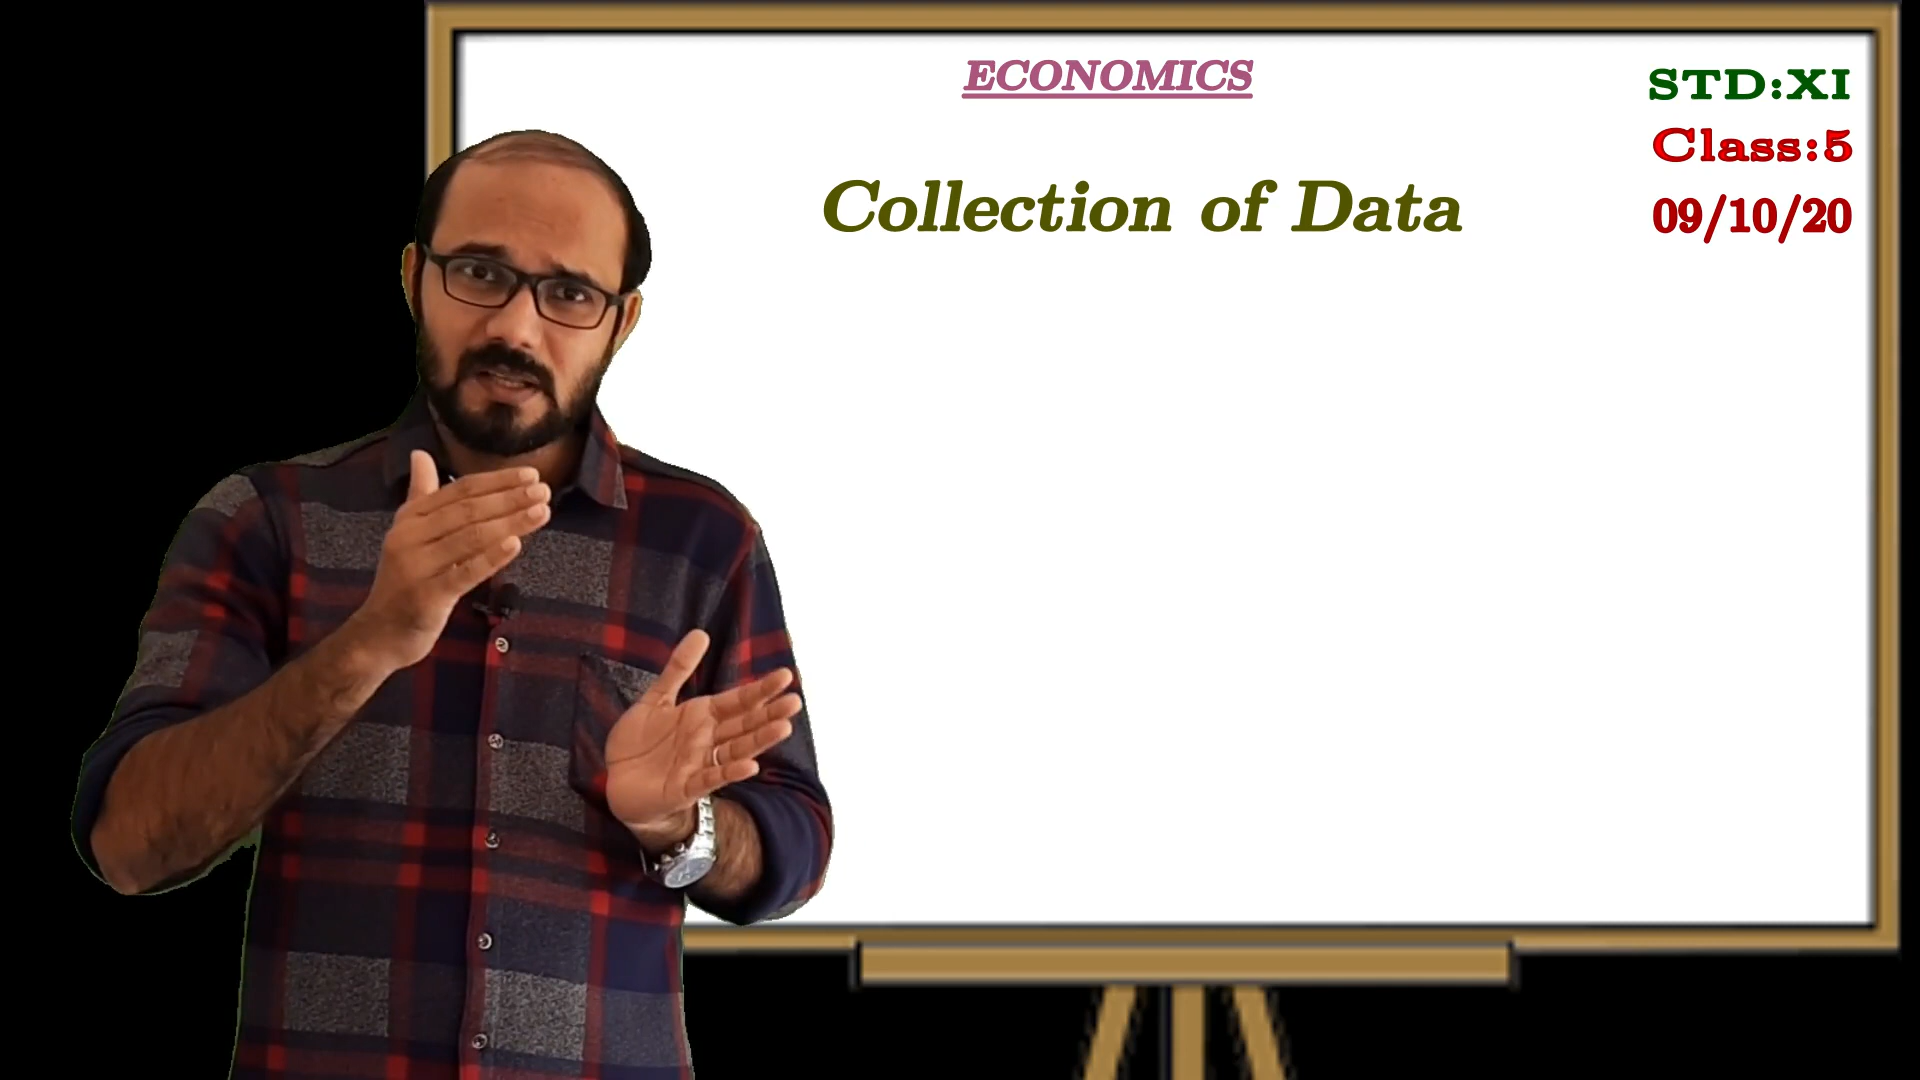 ECONOMICS
STD:XI
Class:5
Collection of Data
09/10/20